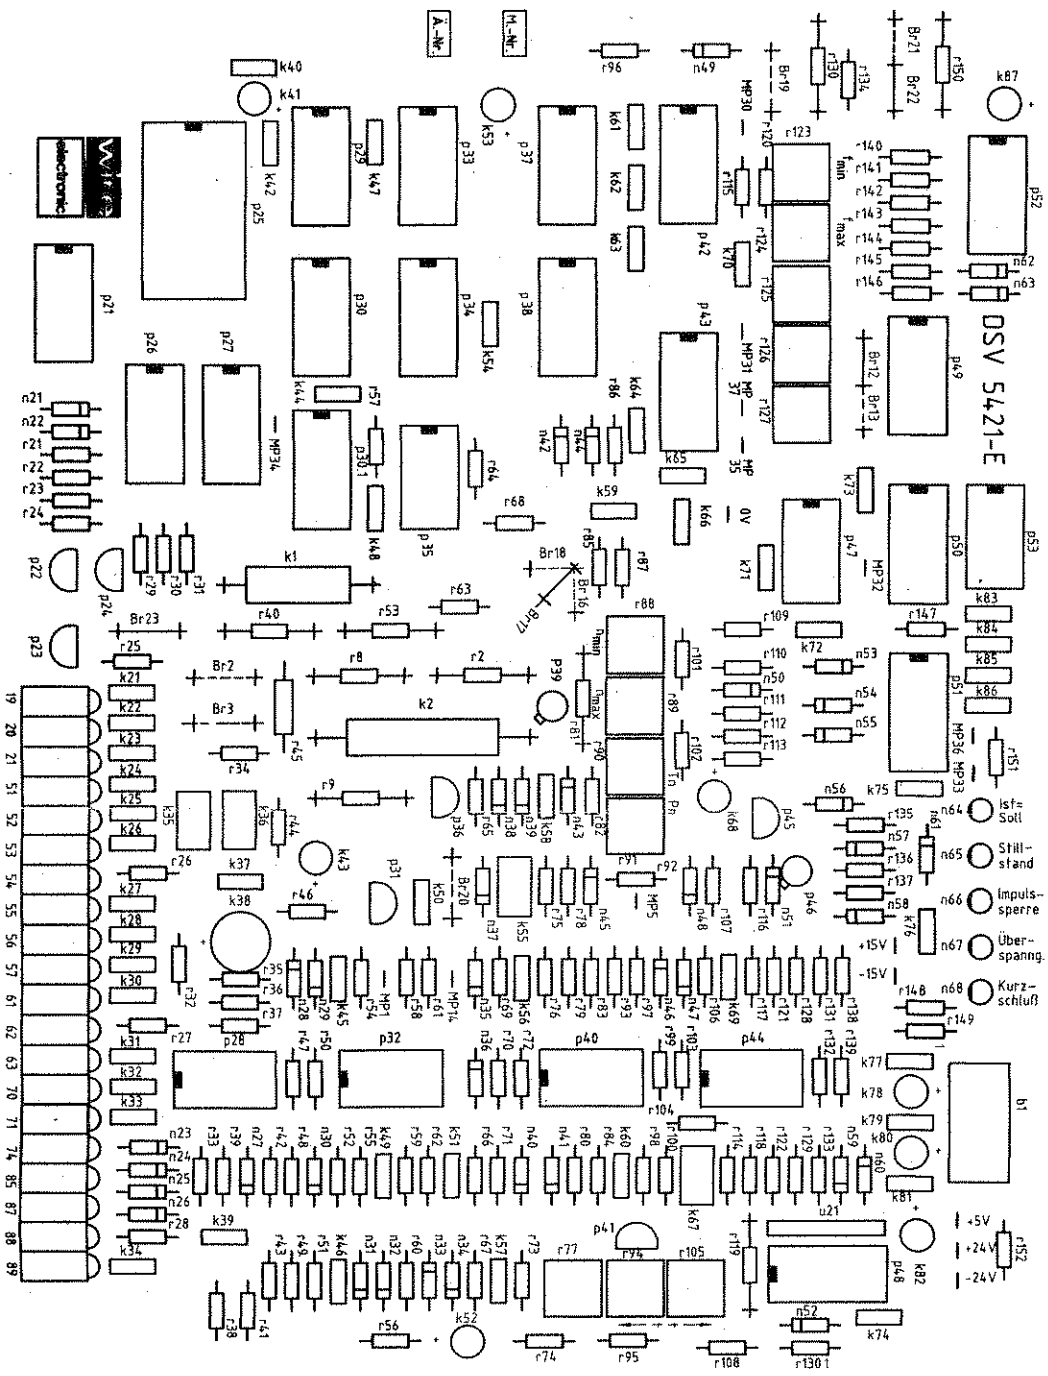 Ä.-Nr.
M.-Nr.
k40
k41
r96
n49
Br19
r130
r134
Br21
Br22
r150
k87
MP30
k42
p25
p29
k47
p33
k53
p37
k61
k62
k63
p42
r115
r120
r123
fmin
r124
fmax
k70
r125
r140
r141
r142
r143
r144
r145
r146
p52
n62
n63
electronic
p21
p26
p27
p30
p34
k54
p38
p43
MP31
r126
MP
37
r127
Br12
Br13
p49
DSV 5421-E
n21
n22
r21
r22
r23
r24
MP34
k44
r57
p301
k48
p35
r64
r68
n42
n44
r86
k64
k65
k59
k66
MP
35
0V
k73
p47
k71
MP32
p50
p53
p22
p24
r29
r30
r31
k1
Br18
Br16
Br17
r85
r87
r88
nmin
p23
Br23
r25
r40
r53
r63
r109
k72
r147
k83
k84
k85
k86
19
20
21
51
52
53
54
55
56
57
61
62
63
70
71
74
85
87
88
89
k21
k22
k23
k24
k25
k26
Br2
Br3
r34
r45
r8
r2
k2
P39
r81
nmax
r89
r90
Tn
Pn
r101
r102
r110
n50
r111
r112
r113
n53
n54
n55
p51
MP36
MP33
r151
r9
k35
k36
r44
p36
r65
n38
n39
k58
n43
r82
k68
p45
n56
k75
r135
n57
r136
r137
n58
n61
n64
Ist=
Soll
n65
Still-
stand
n66
Impuls-
sperre
n67
Über-
spanng.
n68
Kurz-
schluß
r26
k27
k28
k29
k30
k37
k38
k43
r46
p31
k50
Br20
n37
k55
r75
r78
n45
r91
MP5
r92
n48
r107
r116
n51
p46
k76
+15V
-15V
r148
r149
r32
r35
r36
r37
n28
n29
k45
r54
MP1
r58
r61
MP14
n35
r69
k56
r76
r79
r83
r93
r97
n46
n47
r106
k69
r117
r121
r128
r131
r138
r27
k31
k32
k33
p28
r47
r50
p32
n36
r70
r72
p40
r99
r103
r104
p44
r132
r139
k77
k78
k79
k80
k81
b1
1
n23
n24
n25
n26
r28
k34
r33
r39
n27
r42
r48
n30
r52
r55
k49
r59
r62
k51
r66
r71
n40
n41
r80
r84
k60
r98
r100
k67
r114
r118
r122
r129
r133
n59
n60
k39
r43
r49
r51
k46
n31
n32
r60
n33
n34
r67
k57
r73
p41
r77
r94
r105
r119
u21
p48
k82
+5V
+24V
-24V
r152
r38
r41
r56
k52
r74
r95
r108
n52
r1301
k74